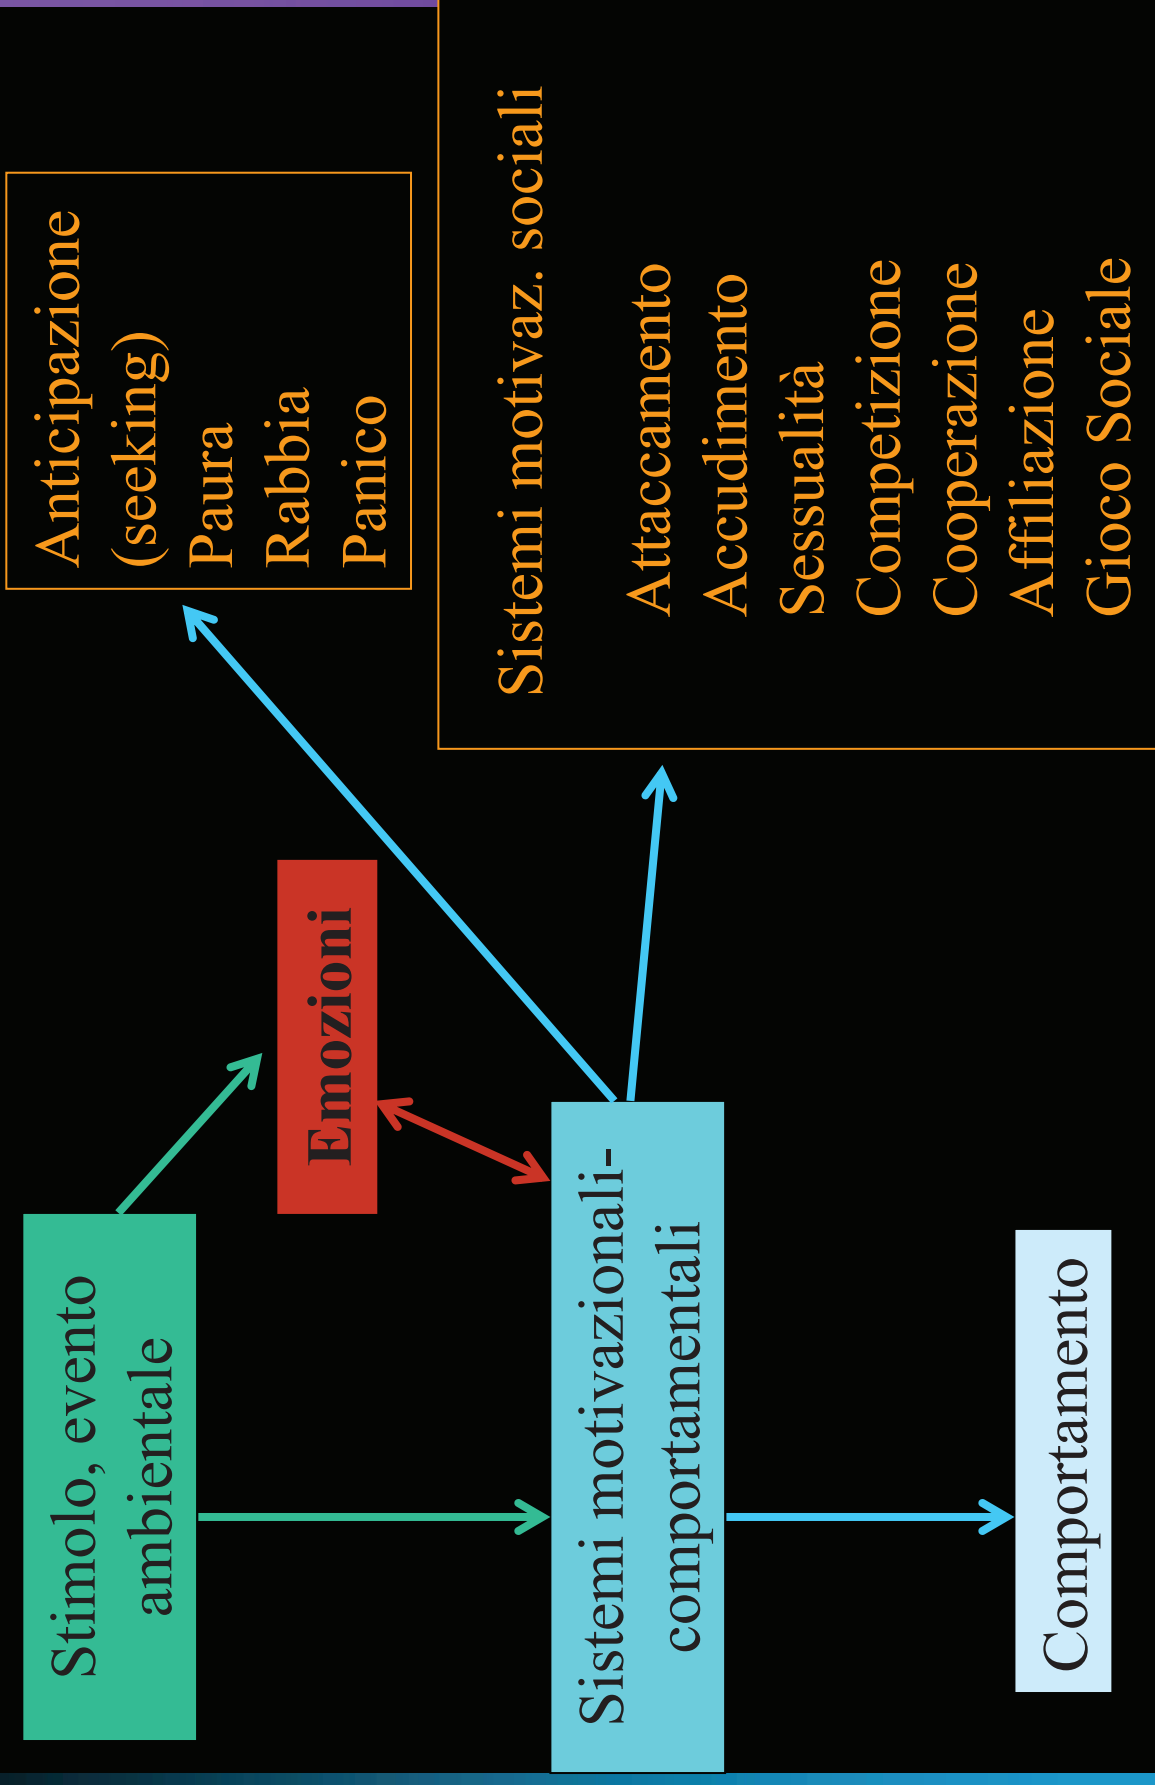 Stimolo, evento
ambientale
Emozioni
Anticipazione
(seeking)
Paura
Rabbia
Panico
Sistemi motivazionali-
comportamentali
Sistemi motivaz. sociali
Attaccamento
Accudimento
Sessualità
Competizione
Cooperazione
Affiliazione
Gioco Sociale
Comportamento